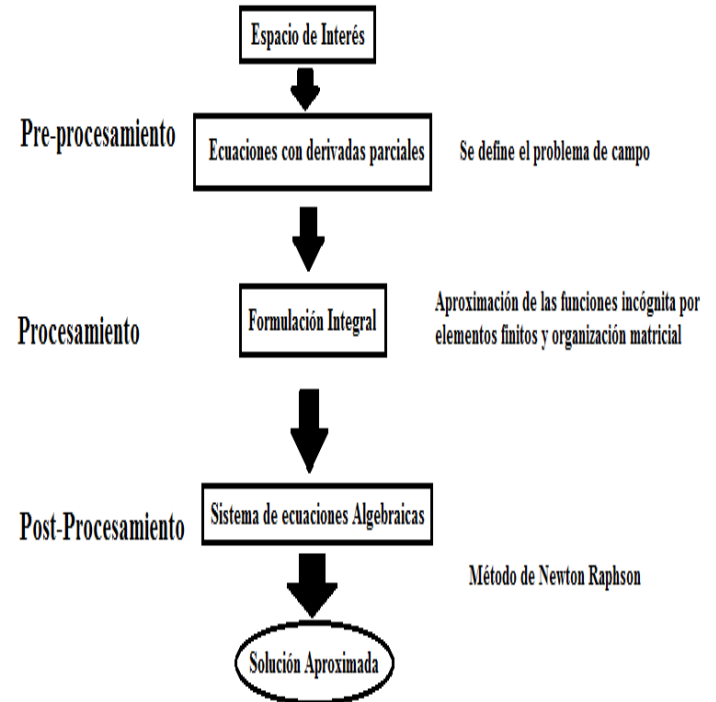 Espacio de Interés
Pre-procesamiento
Ecuaciones con derivadas parciales
Se define el problema de campo
Procesamiento
Formulación Integral
Aproximación de las funciones incógnita por
elementos finitos y organización matricial
Post-Procesamiento
Sistema de ecuaciones Algebraicas
Método de Newton Raphson
Solución Aproximada